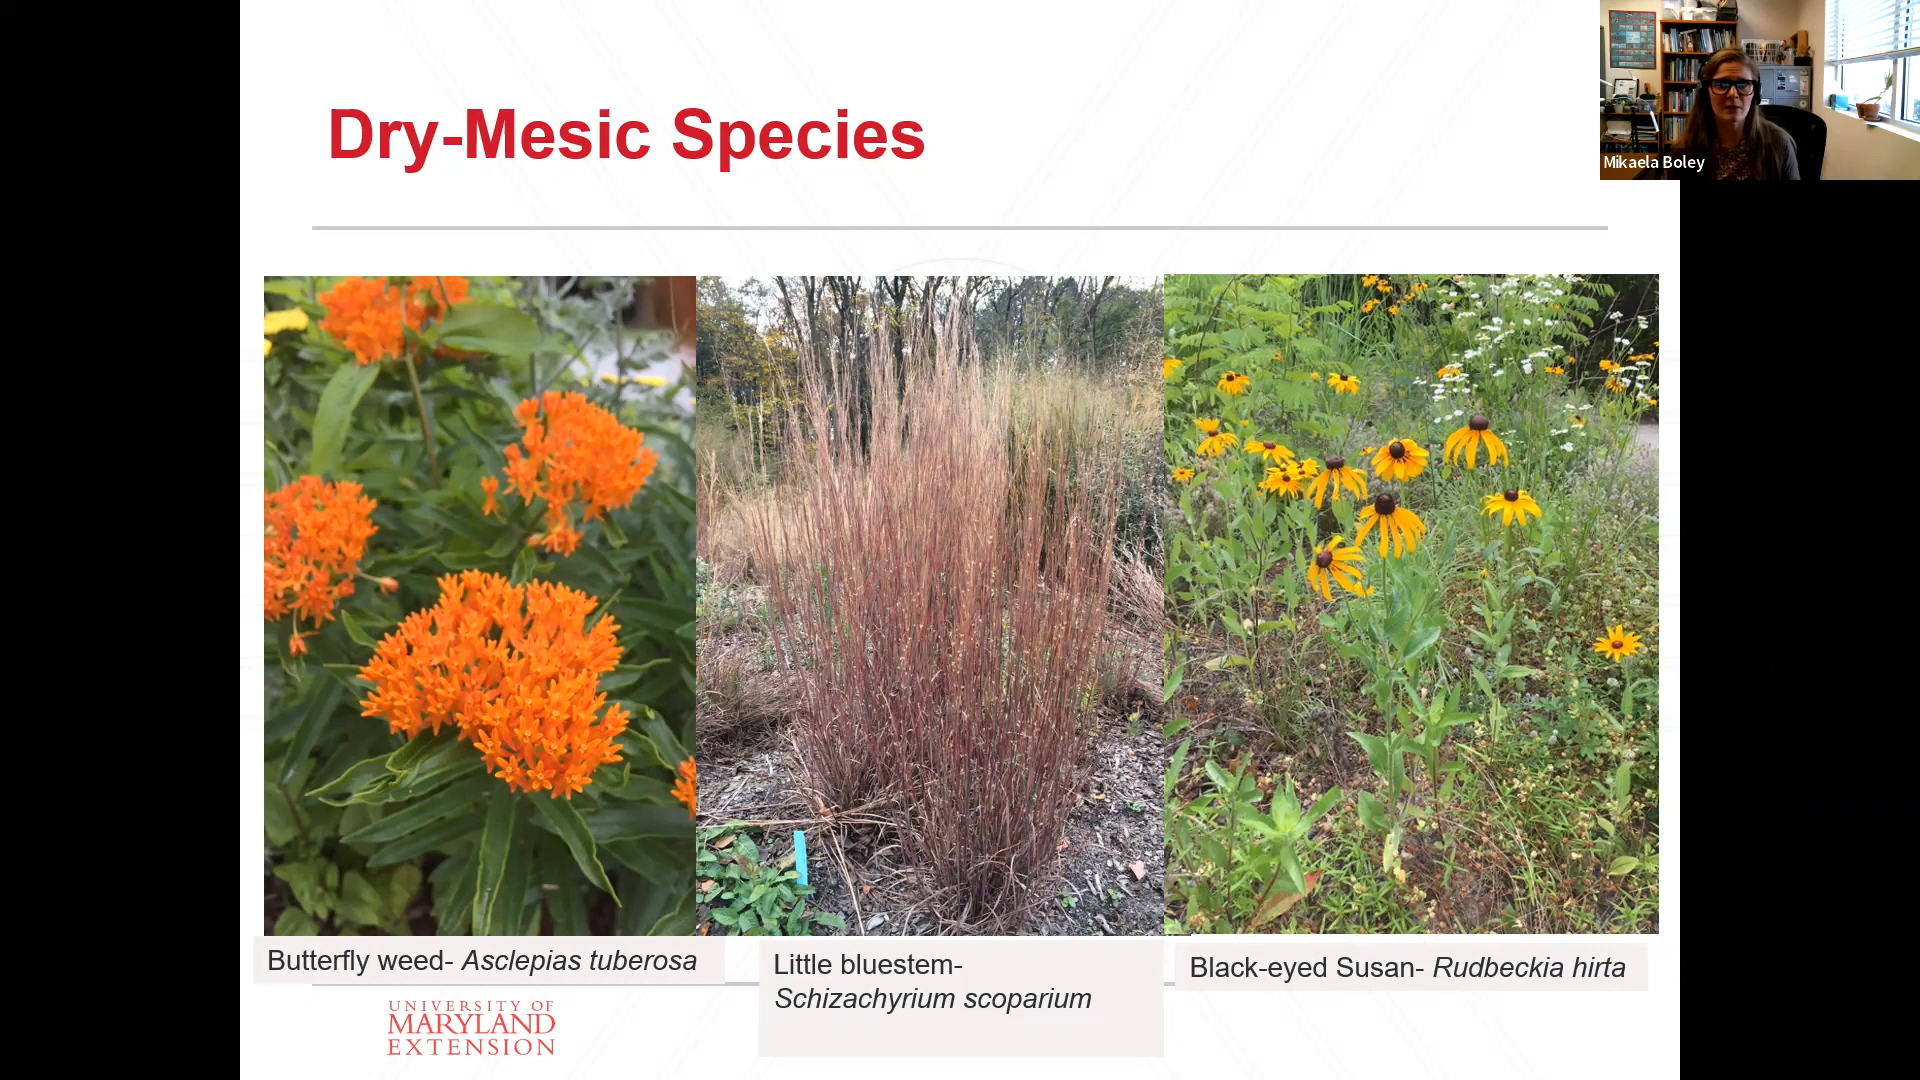 Dry-Mesic Species
Mikaela Boley
Butterfly weed- Asclepias tuberosa
Little bluestem-
Schizachyrium scoparium
Black-eyed Susan- Rudbeckia hirta
UNIVERSITY OF
MARYLAND
EXTENSION